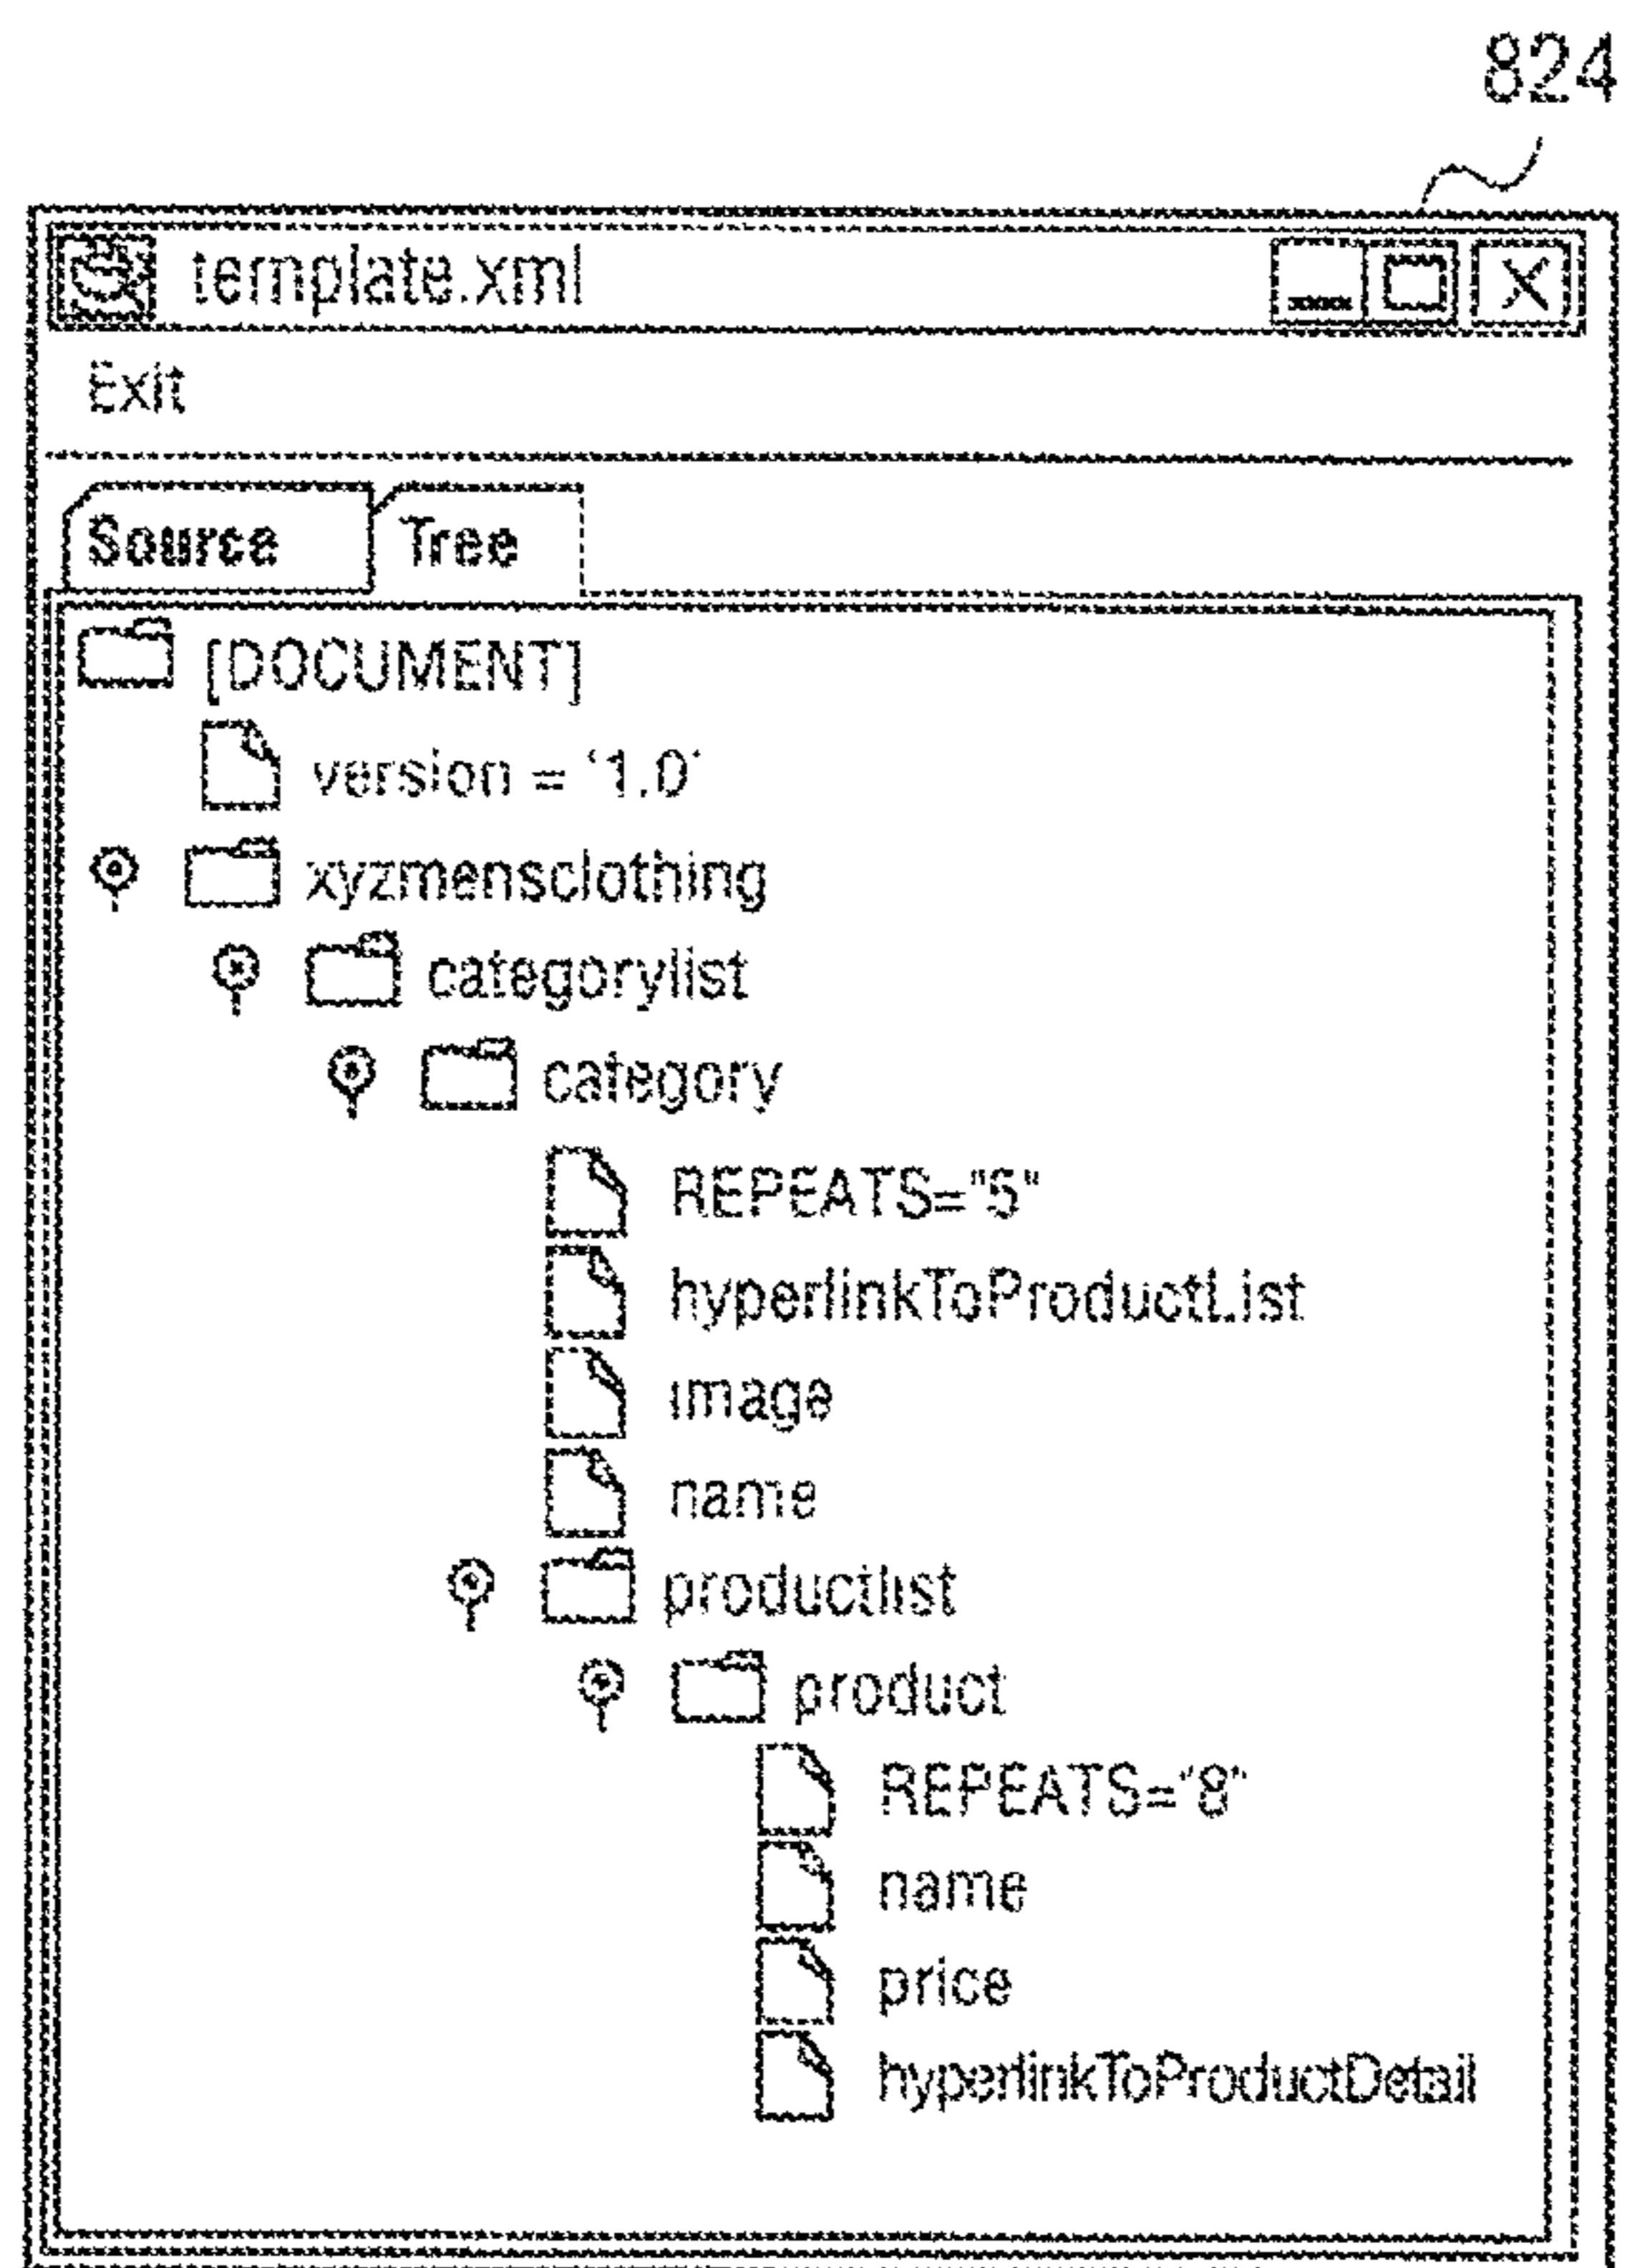 824
template.xml
Exit
Source Tree
[DOCUMENT]
version = '1.0'
xyzmensclothing
categorylist
category
REPEATS="5"
hyperlinkToProductList
image
name
productlist
product
REPEATS="8"
name
price
hyperlinkToProductDetail